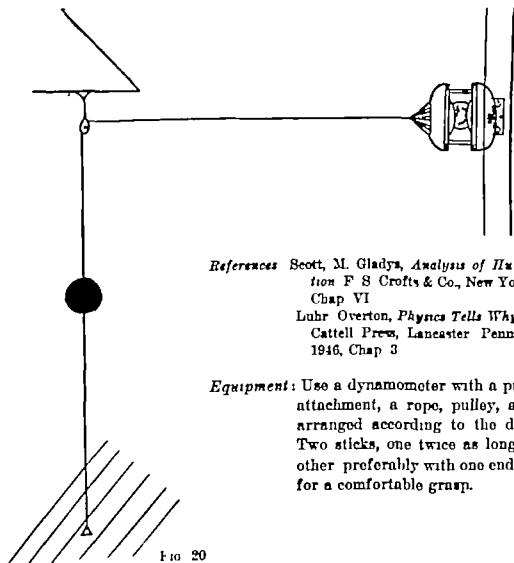 References Scott, M. Gladys, Analysis of Hu
tion F S Crofts & Co., New Yo
Chap VI
Luhr Overton, Physics Tells Why
Cattell Press, Lancaster Penn
1946, Chap 3
Equipment: Use a dynamometer with a pu
attachment, a rope, pulley, a
arranged according to the d
Two sticks, one twice as long
other preferably with one end
for a comfortable grasp.
FIG 20